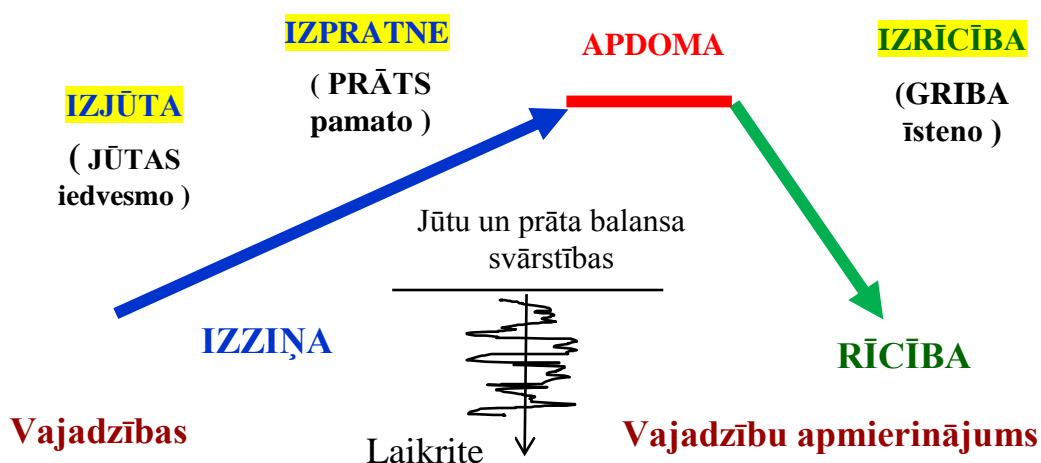 IZJŪTA
( JŪTAS
iedvesmo )
IZPRATNE
( PRĀTS
pamato )
APDOMA
IZRĪCĪBA
(GRIBA
īsteno )
Jūtu un prāta balansa
svārstības
IZZIŅA
RĪCĪBA
Vajadzības
Laikrite
Vajadzību apmierinājums